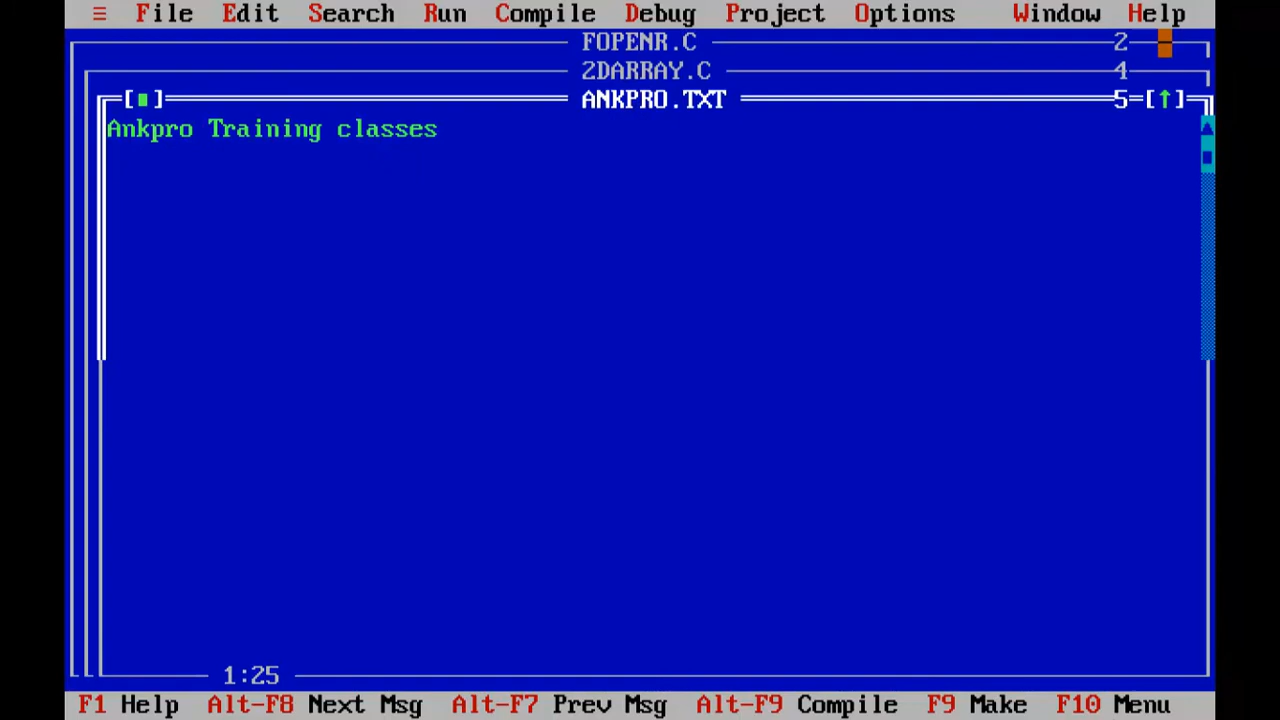 ≡ File Edit Search Run Compile Debug Project Options Window Help
FOPENR.C 2
2DARRAY.C 4
[■] ANKPRO.TXT 5=[↑]
Ankpro Training classes
1:25
F1 Help Alt-F8 Next Msg Alt-F7 Prev Msg Alt-F9 Compile F9 Make F10 Menu